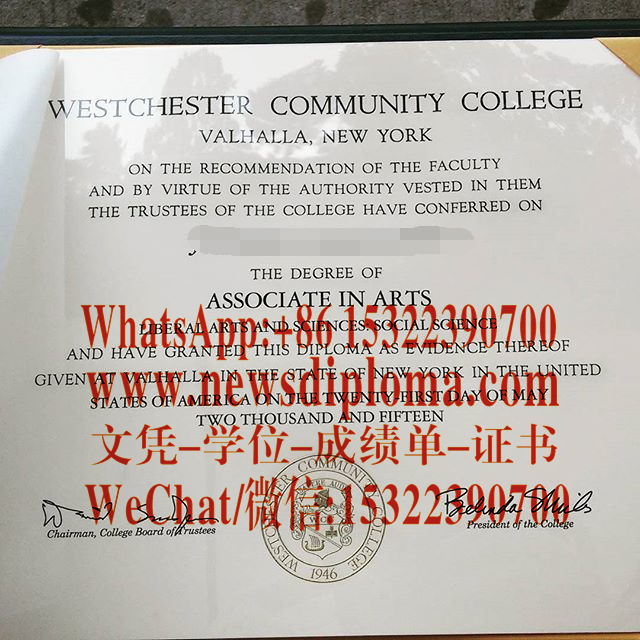 WESTCHESTER COMMUNITY COLLEGE
VALHALLA, NEW YORK
ON THE RECOMMENDATION OF THE FACULTY
AND BY VIRTUE OF THE AUTHORITY VESTED IN THEM
THE TRUSTEES OF THE COLLEGE HAVE CONFERRED ON
THE DEGREE OF
ASSOCIATE IN ARTS
WhatsApp:+86 15322390700
LIBERAL ARTS AND SCIENCES: SOCIAL SCIENCE
AND HAVE GRANTED THIS DIPLOMA AS EVIDENCE THEREOF
GIVEN AT VALHALLA IN THE STATE OF NEW YORK IN THE UNITED
www.newsdiploma.com
STATES OF AMERICA ON THE TWENTY-FIRST DAY OF MAY
TWO THOUSAND AND FIFTEEN
文凭-学位-成绩单-证书
WeChat/微信:15322390700
Chairman, College Board of Trustees
President of the College
WESTCHESTER COMMUNITY COLLEGE
1946